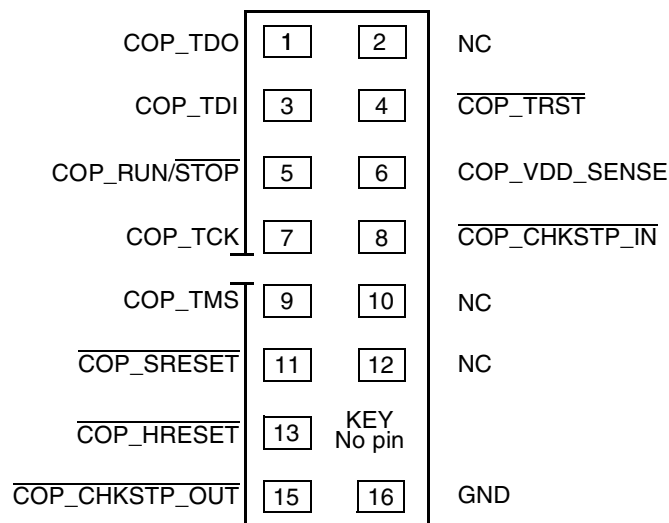 COP_TDO 1 2 NC
COP_TDI 3 4 COP_TRST
COP_RUN/STOP 5 6 COP_VDD_SENSE
COP_TCK 7 8 COP_CHKSTP_IN
COP_TMS 9 10 NC
COP_SRESET 11 12 NC
COP_HRESET 13 KEY
No pin
COP_CHKSTP_OUT 15 16 GND